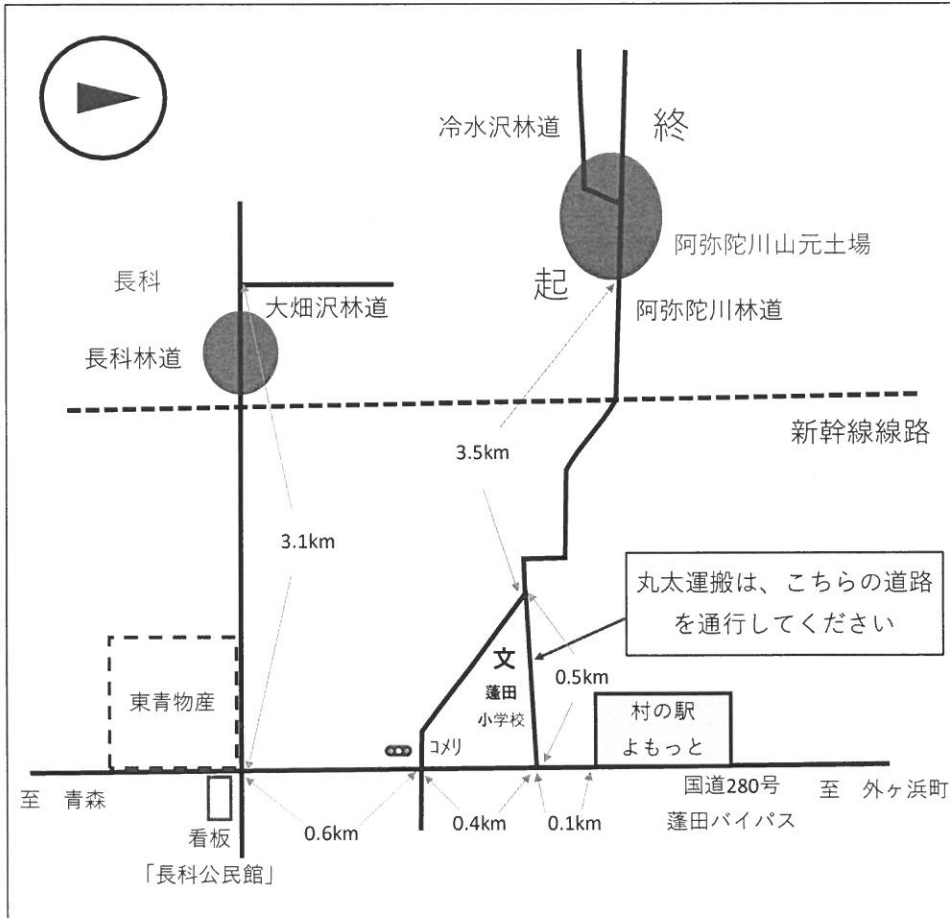 冷水沢林道
終
阿弥陀川山元土場
長科
起
大畑沢林道
阿弥陀川林道
長科林道
新幹線線路
3.5km
3.1km
丸太運搬は、こちらの道路
を通行してください
文
蓬田
小学校
0.5km
東青物産
村の駅
よもっと
コメリ
至 青森
看板
「長科公民館」
0.6km
0.4km
0.1km
国道280号
蓬田バイパス
至 外ヶ浜町